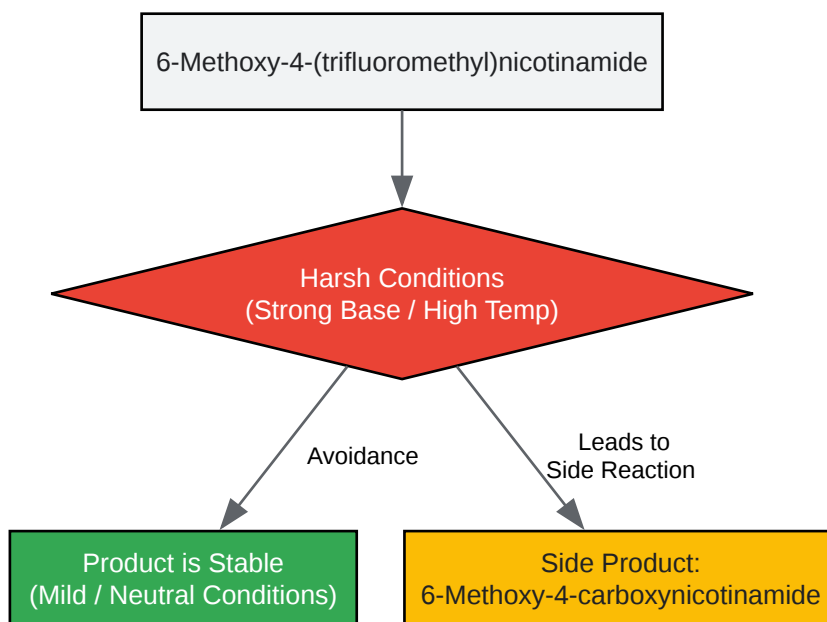 6-Methoxy-4-(trifluoromethyl)nicotinamide
Harsh Conditions
(Strong Base / High Temp)
Avoidance
Leads to
Side Reaction
Product is Stable
(Mild / Neutral Conditions)
Side Product:
6-Methoxy-4-carboxynicotinamide